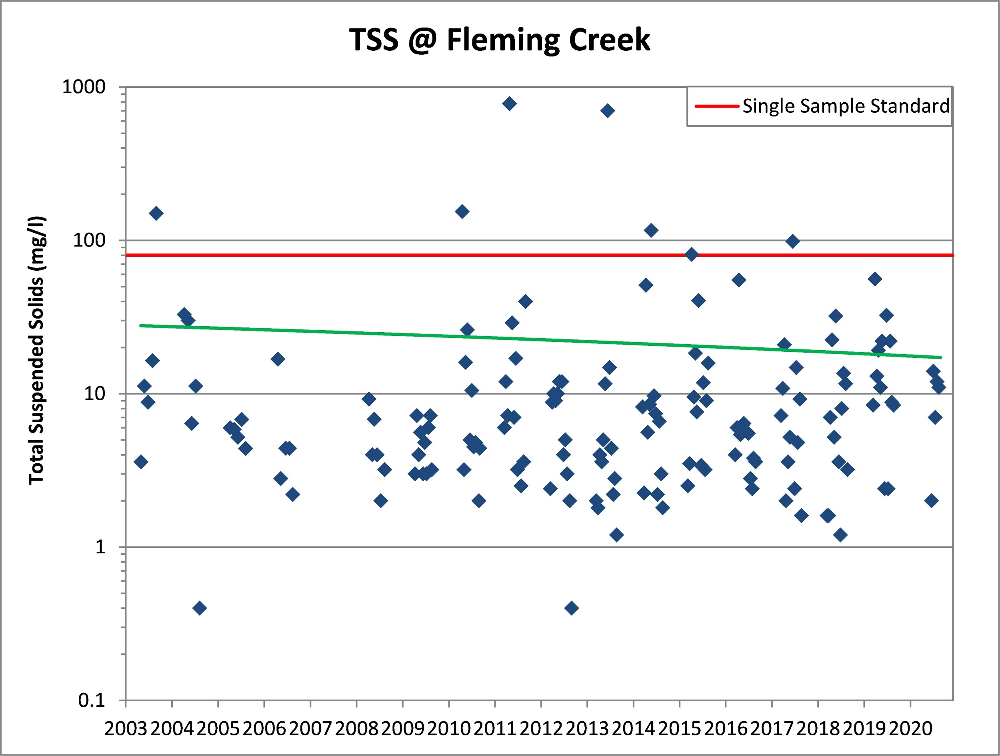 TSS @ Fleming Creek
Single Sample Standard
Total Suspended Solids (mg/l)
1000
100
10
1
0.1
2003 2004 2005 2006 2007 2008 2009 2010 2011 2012 2013 2014 2015 2016 2017 2018 2019 2020